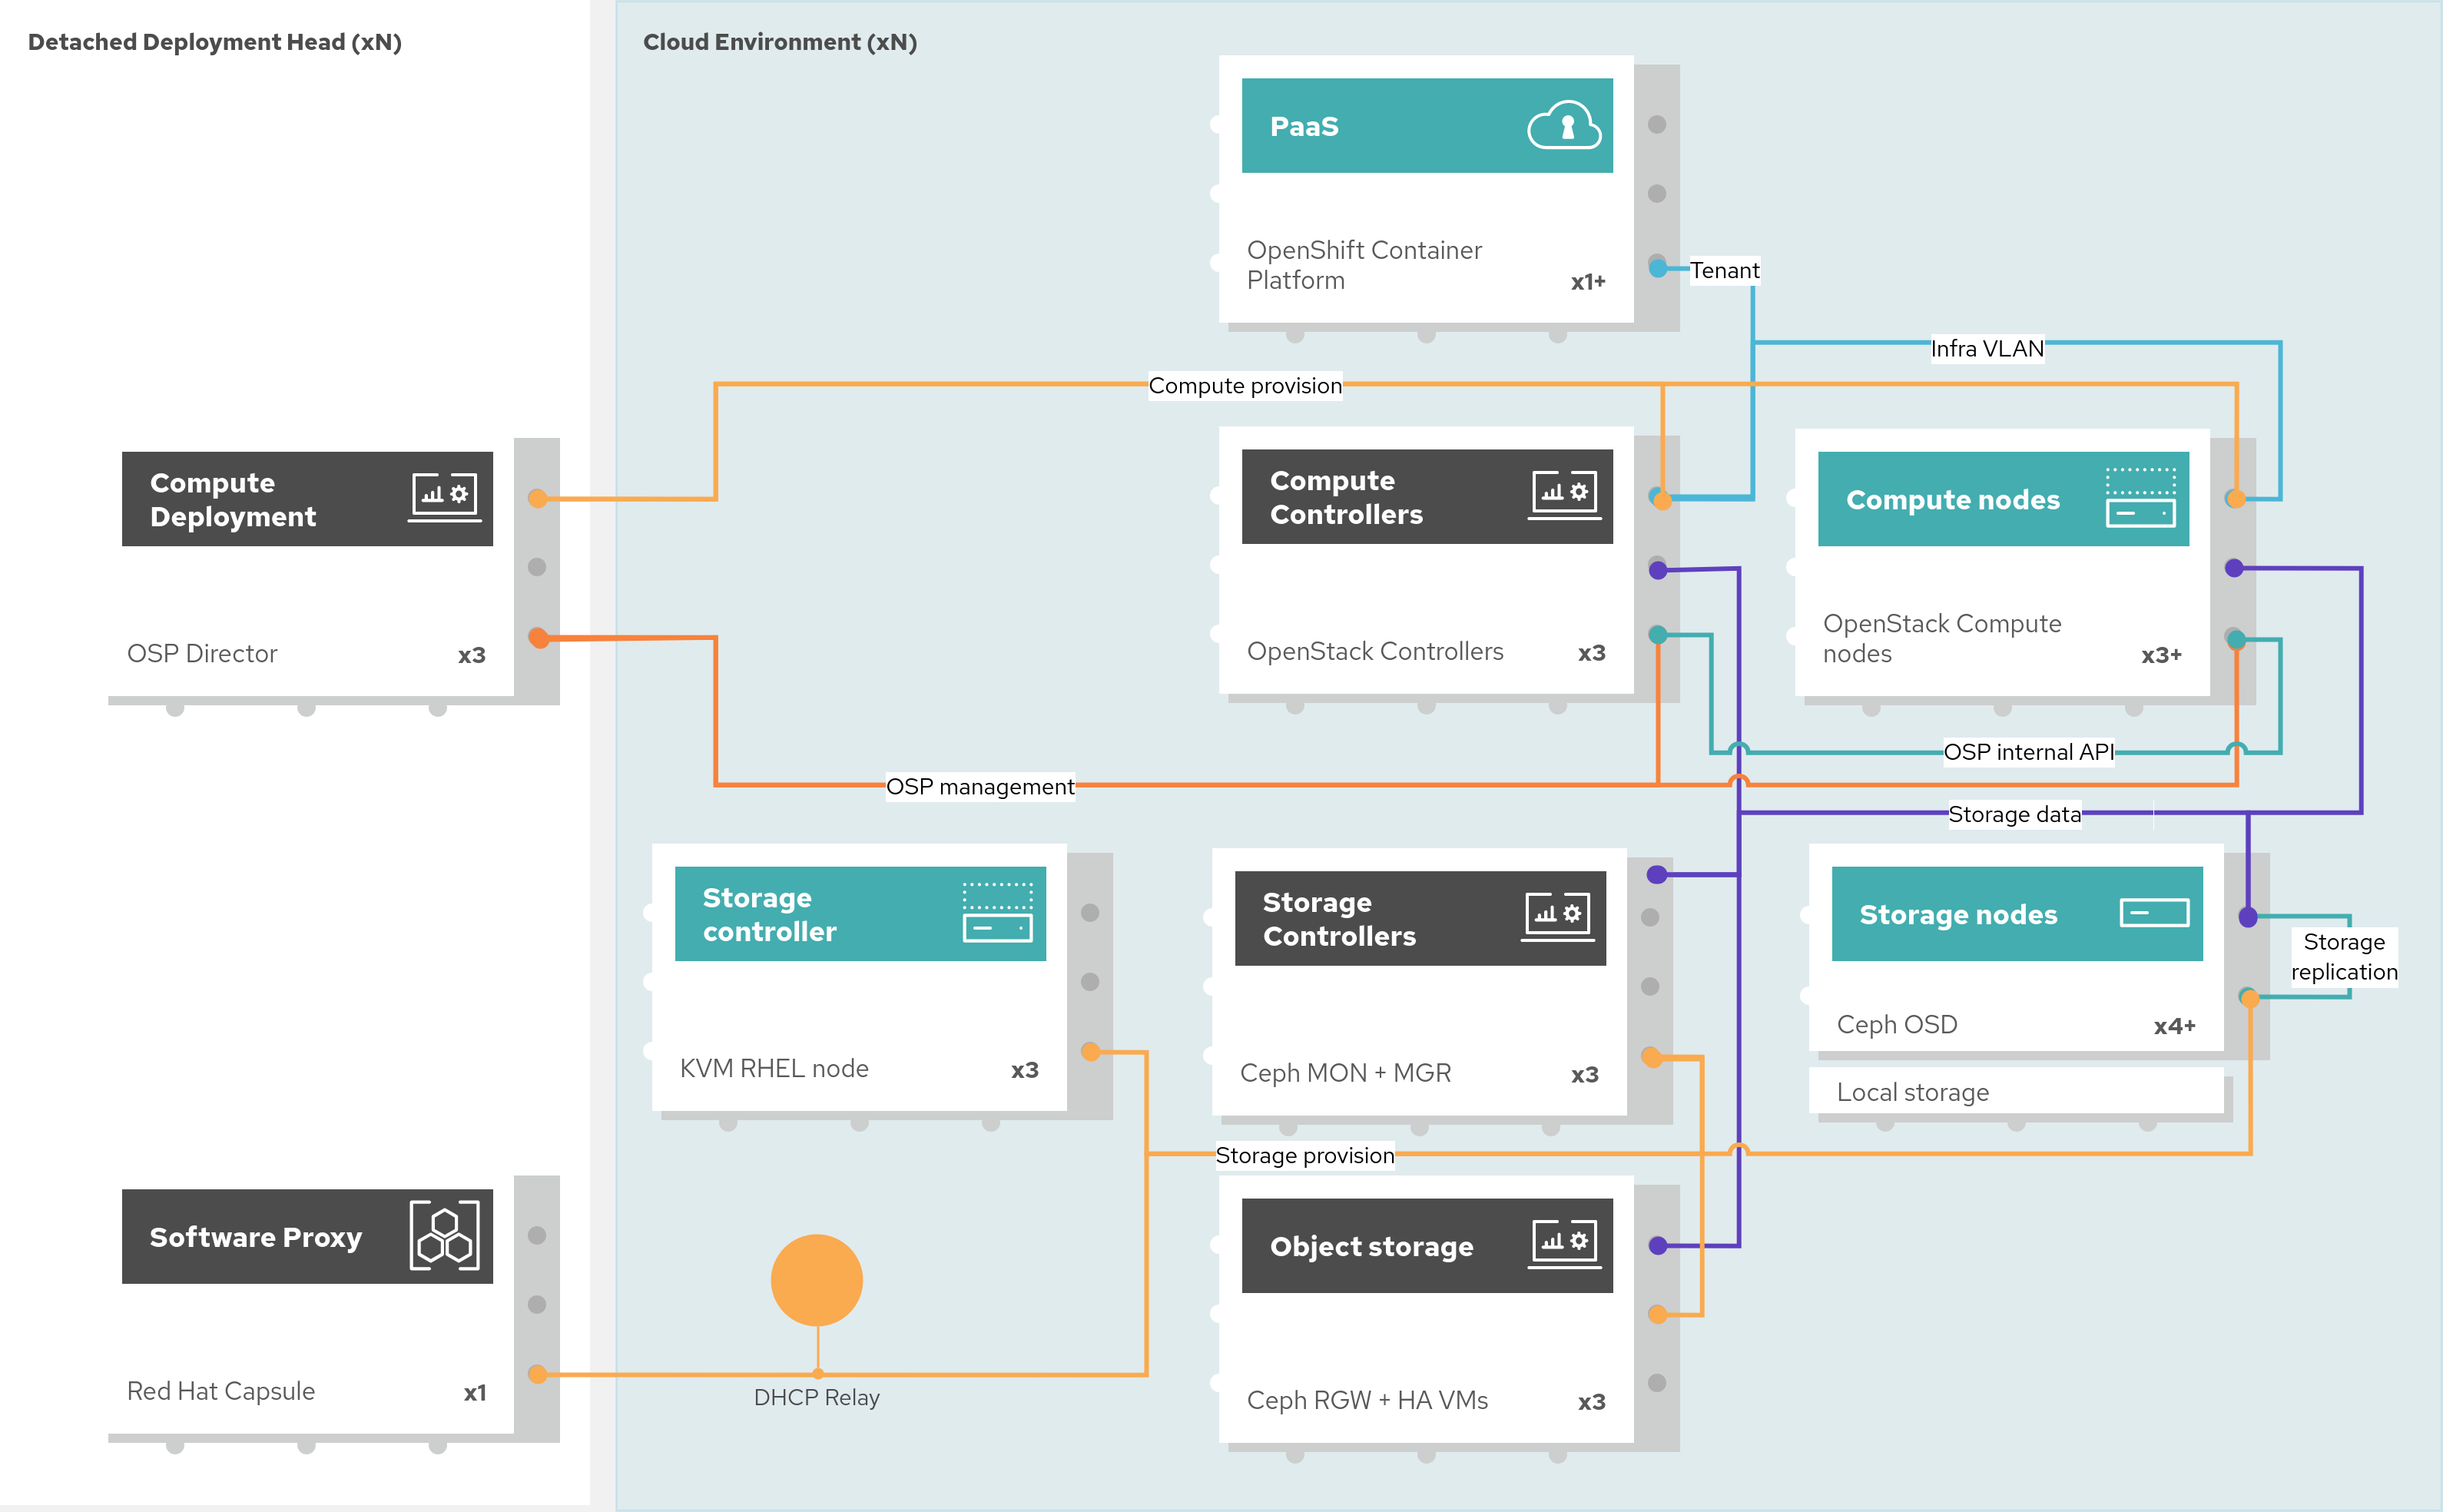 Detached Deployment Head (xN)
Cloud Environment (xN)
PaaS
OpenShift Container
Platform
x1+
Tenant
Infra VLAN
Compute provision
Compute
Deployment
OSP Director
x3
Compute
Controllers
OpenStack Controllers
x3
Compute nodes
OpenStack Compute
nodes
x3+
OSP internal API
OSP management
Storage data
Storage
controller
KVM RHEL node
x3
Storage
Controllers
Ceph MON + MGR
x3
Storage nodes
Ceph OSD
x4+
Local storage
Storage
replication
Storage provision
Software Proxy
Red Hat Capsule
x1
DHCP Relay
Object storage
Ceph RGW + HA VMs
x3